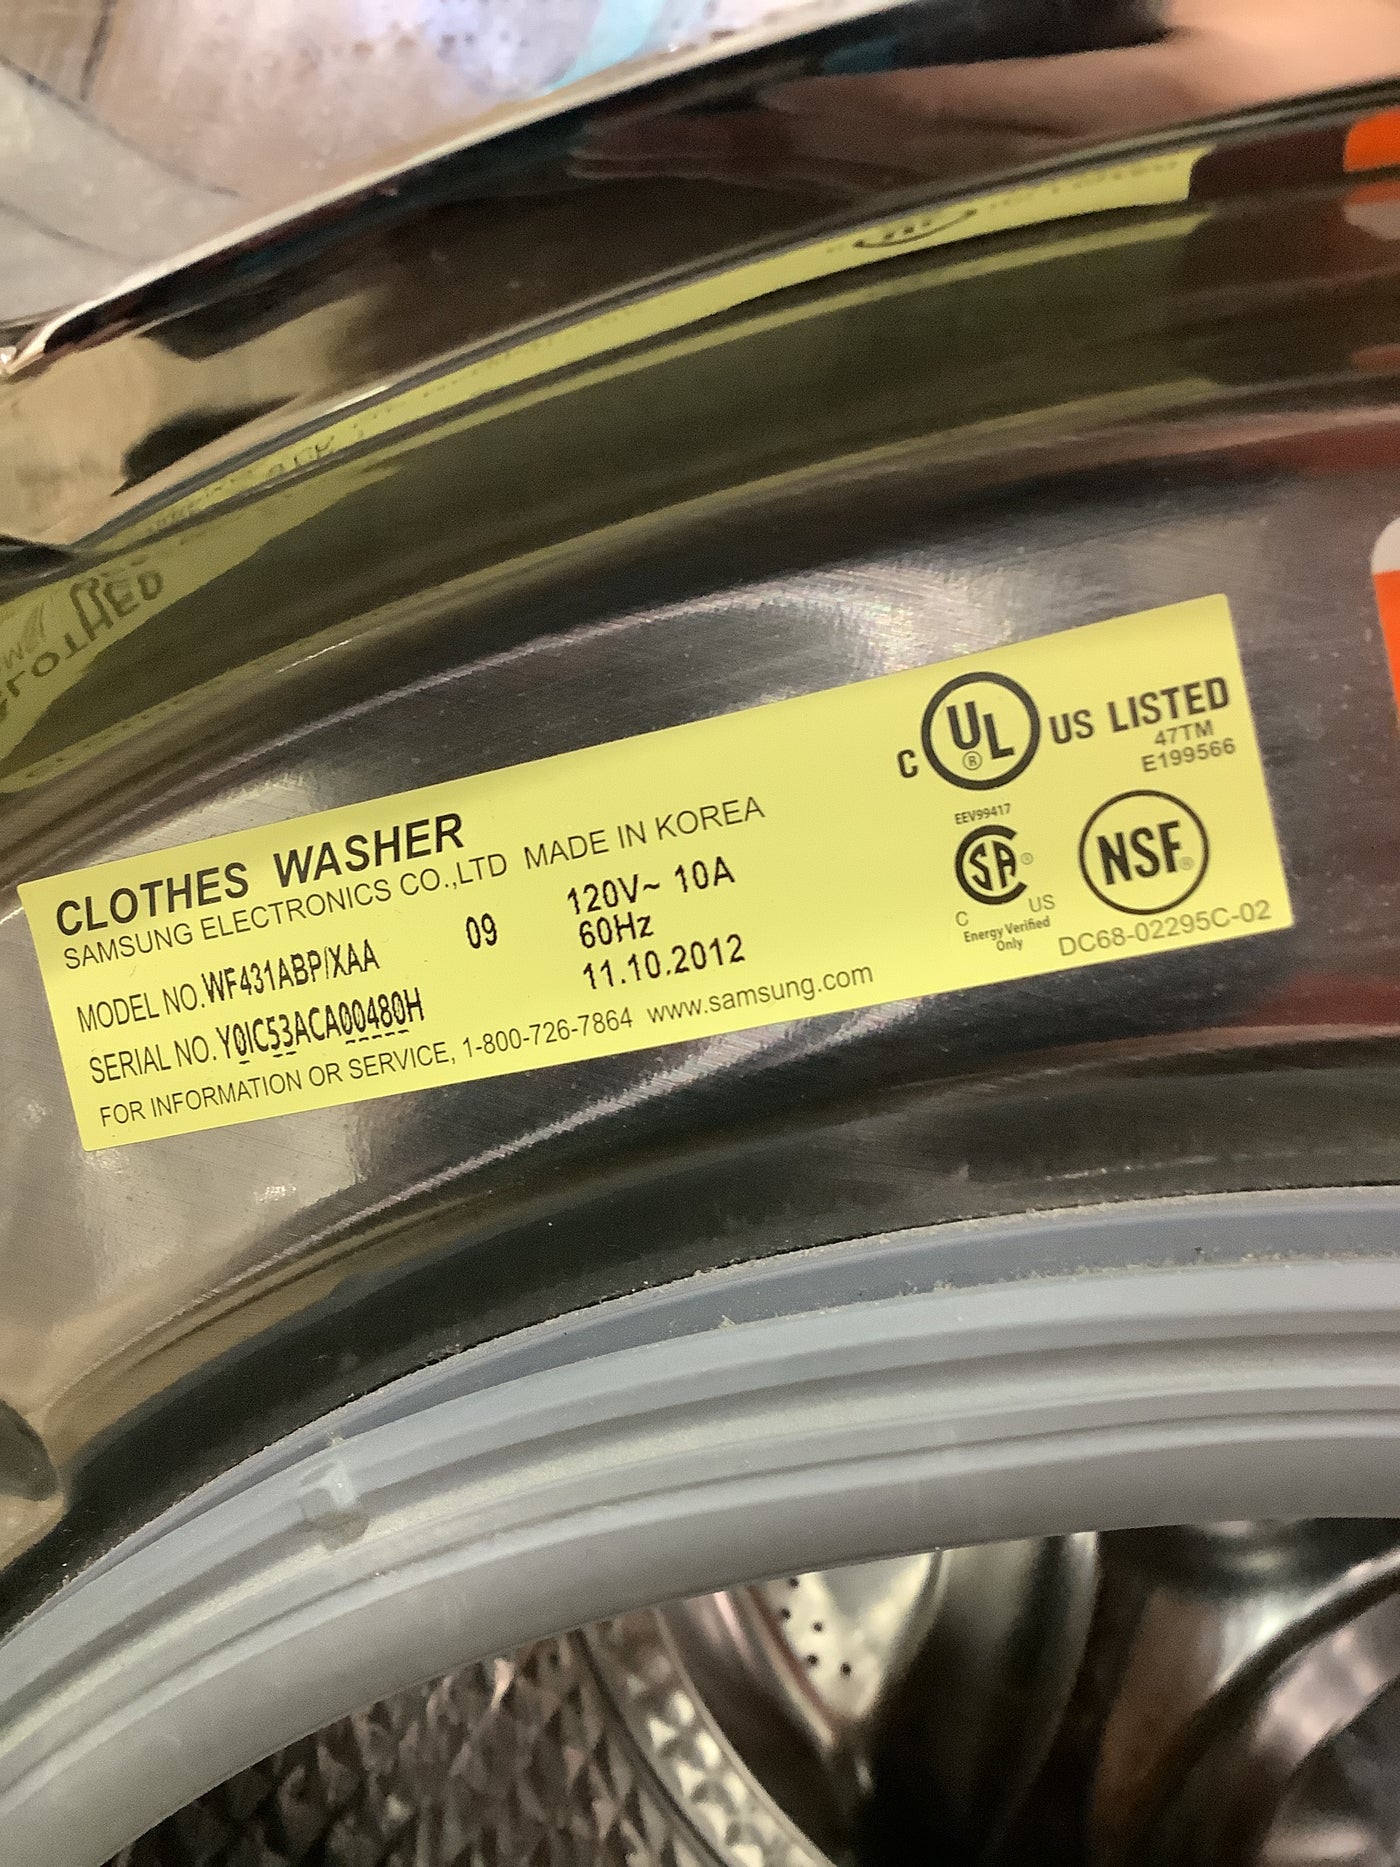 CLOTHES WASHER
SAMSUNG ELECTRONICS CO.,LTD MADE IN KOREA
MODEL NO.WF431ABP/XAA 09 120V~ 10A
60Hz
SERIAL NO.Y0IC53ACA00480H 11.10.2012
FOR INFORMATION OR SERVICE, 1-800-726-7864 www.samsung.com
C UL ® US LISTED
47TM
E199566
EEV99417
SA ®
C US
Energy Verified
Only
NSF®
DC68-02295C-02